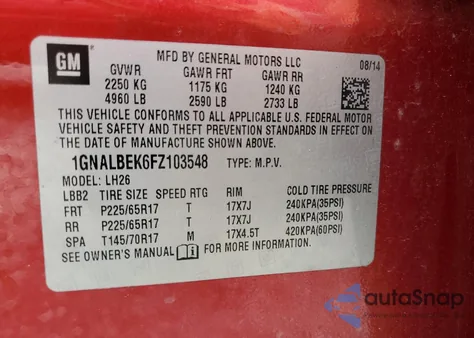 GM
MFD BY GENERAL MOTORS LLC
08/14
GVWR GAWR FRT GAWR RR
2250 KG 1175 KG 1240 KG
4960 LB 2590 LB 2733 LB
THIS VEHICLE CONFORMS TO ALL APPLICABLE U.S. FEDERAL MOTOR
VEHICLE SAFETY AND THEFT PREVENTION STANDARDS IN EFFECT ON
THE DATE OF MANUFACTURE SHOWN ABOVE.
1GNALBEK6FZ103548 TYPE: M.P.V.
MODEL: LH26
LBB2 TIRE SIZE SPEED RTG RIM COLD TIRE PRESSURE
FRT P225/65R17 T 17X7J 240KPA(35PSI)
RR P225/65R17 T 17X7J 240KPA(35PSI)
SPA T145/70R17 M 17X4.5T 420KPA(60PSI)
SEE OWNER'S MANUAL FOR MORE INFORMATION.
autoSnap